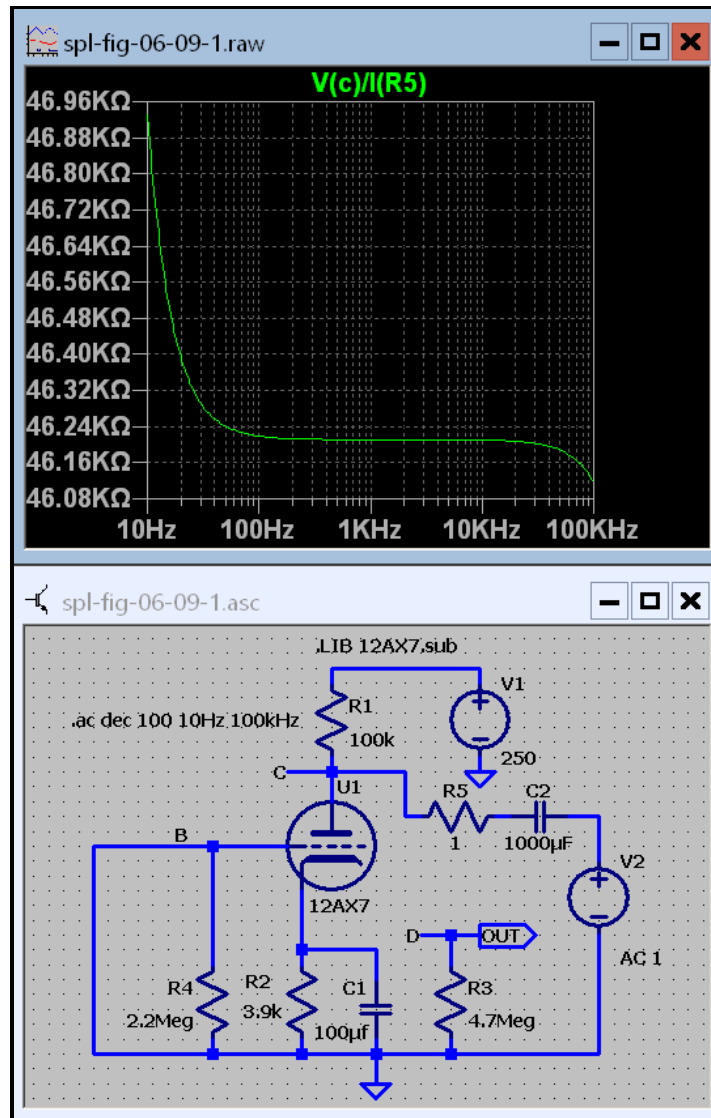 spl-fig-06-09-1.raw
V(c)/I(R5)
46.96KΩ
46.88KΩ
46.80KΩ
46.72KΩ
46.64KΩ
46.56KΩ
46.48KΩ
46.40KΩ
46.32KΩ
46.24KΩ
46.16KΩ
46.08KΩ
10Hz 100Hz 1KHz 10KHz 100KHz
spl-fig-06-09-1.asc
.LIB 12AX7.sub
.ac dec 100 10Hz 100kHz
R1
100k
V1
250
C
U1
12AX7
R5
1
C2
1000µF
B
V2
AC 1
D
OUT
R4
2.2Meg
R2
3.9k
C1
100µf
R3
4.7Meg